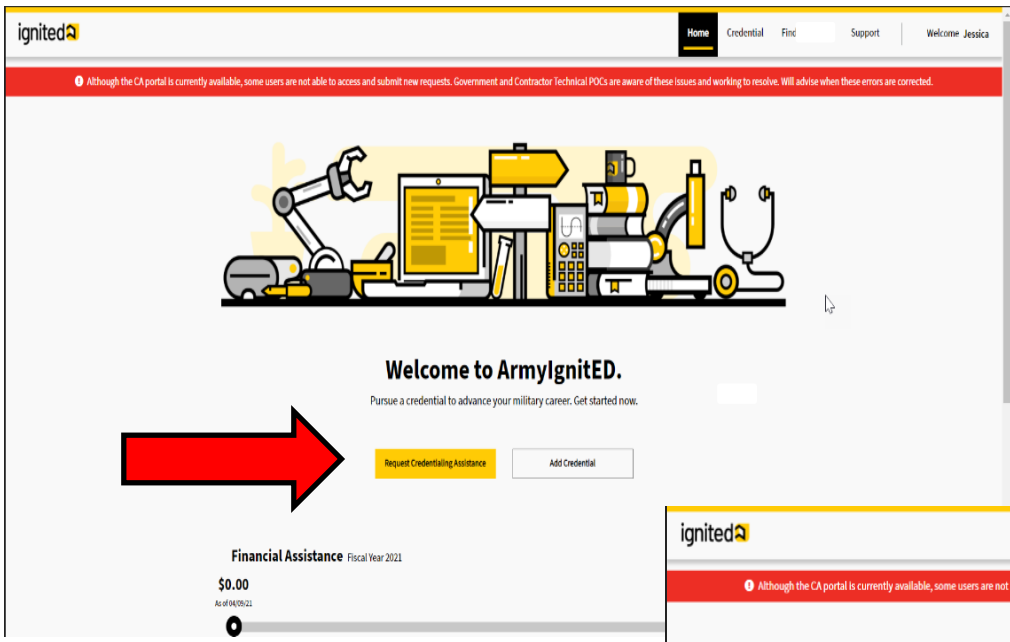 ignited
Home Credential Find Support Welcome Jessica
Although the CA portal is currently available, some users are not able to access and submit new requests. Government and Contractor Technical POCs are aware of these issues and working to resolve. Will advise when these errors are corrected.
Welcome to ArmyIgnitED.
Pursue a credential to advance your military career. Get started now.
Request Credentialing Assistance Add Credential
Financial Assistance Fiscal Year 2021
$0.00
As of 04/09/21
ignited
Although the CA portal is currently available, some users are not